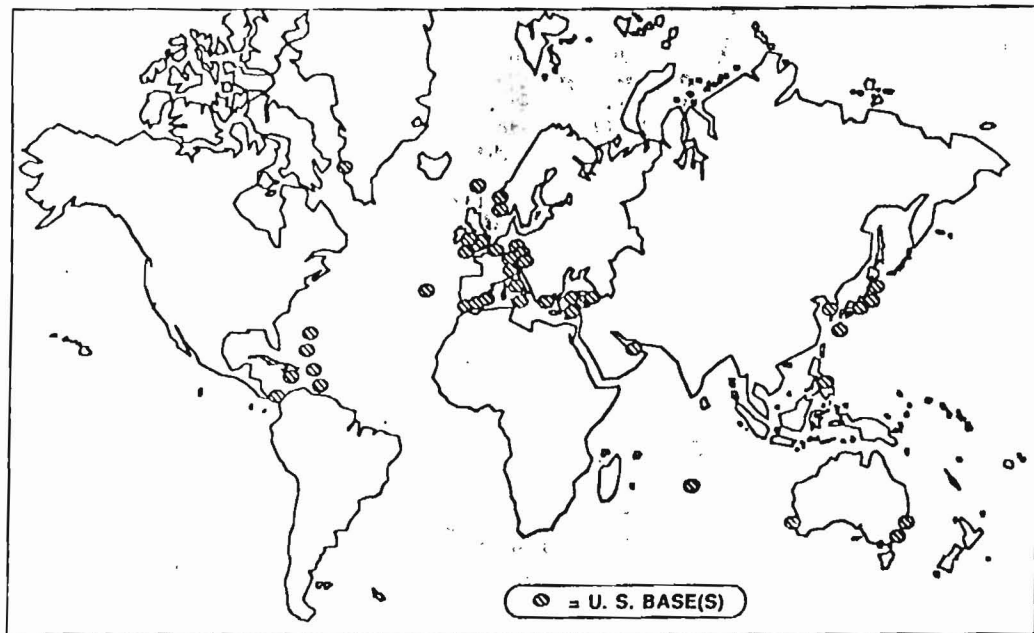 = U. S. BASE(S)